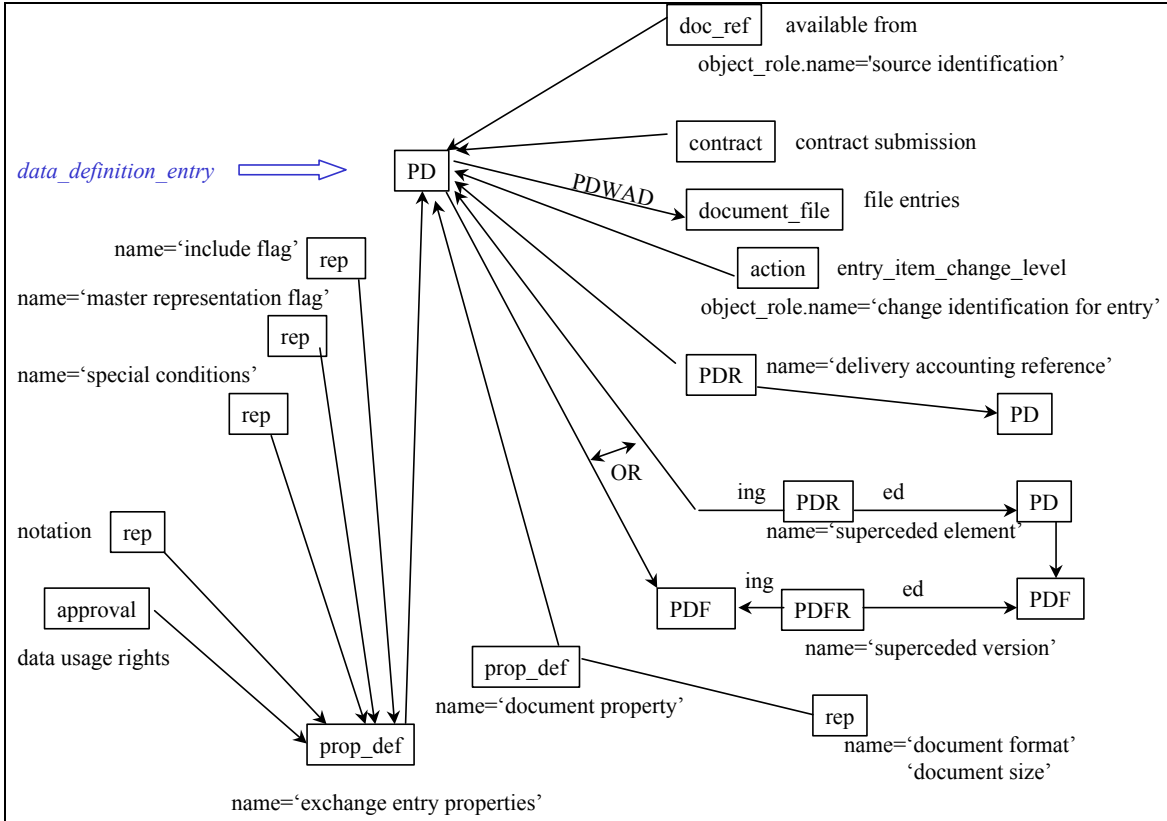 doc_ref available from
object_role.name='source identification’
contract contract submission
data_definition_entry
PD
PDWAD
document_file file entries
name=‘include flag’ rep
action entry_item_change_level
name=‘master representation flag’
object_role.name=‘change identification for entry’
rep
name=‘special conditions’
PDR name=‘delivery accounting reference’
rep
PD
OR
ing PDR ed PD
name=‘superceded element’
notation rep
ing ed
approval
PDF PDFR PDF
data usage rights
name=‘superceded version’
prop_def
name=‘document property’
rep
prop_def
name=‘document format’
‘document size’
name=‘exchange entry properties’